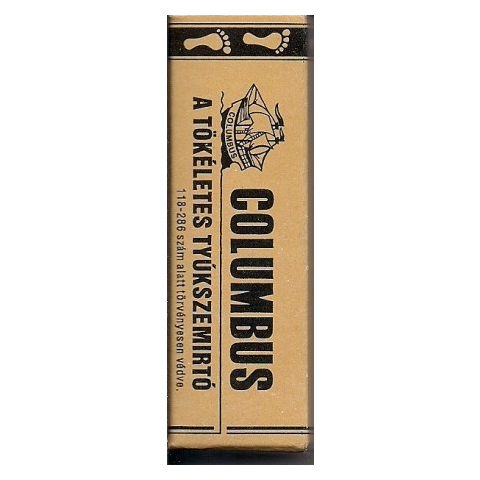 COLUMBUS
COLUMBUS
A TÖKÉLETES TYÚKSZEMIRTÓ
118-286 szám alatt törvényesen védve.